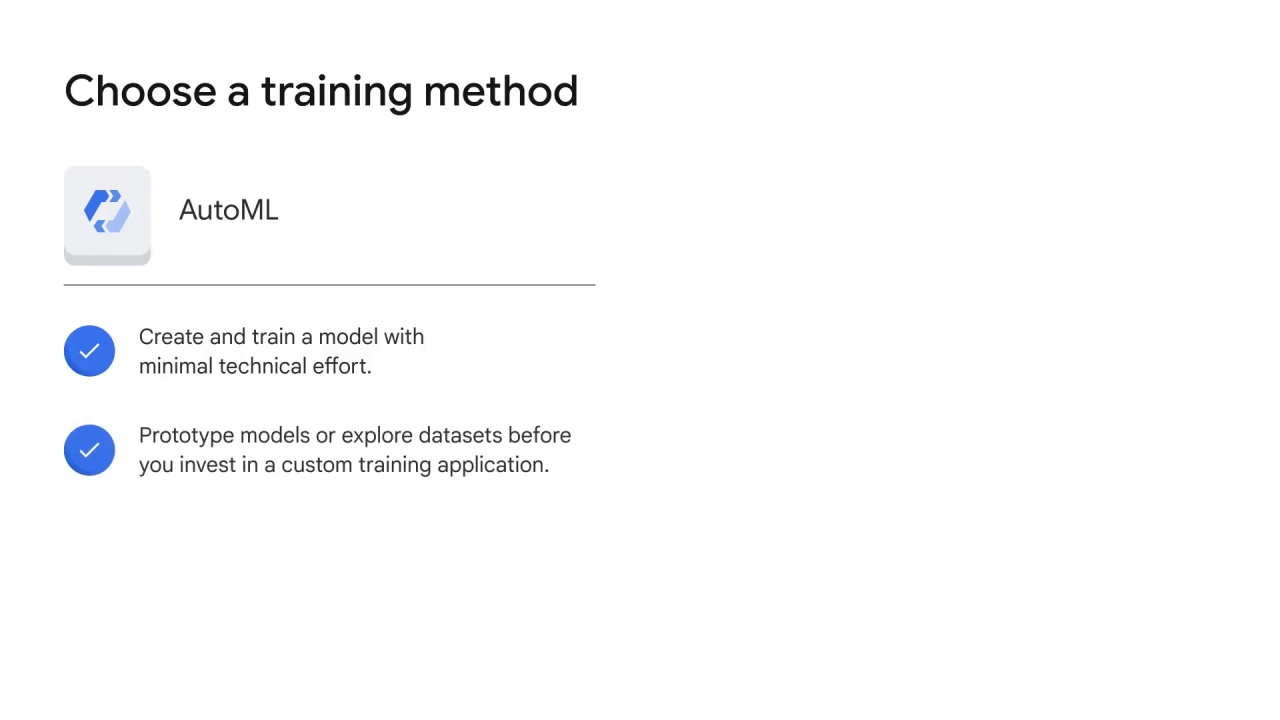 Choose a training method
AutoML
Create and train a model with
minimal technical effort.
Prototype models or explore datasets before
you invest in a custom training application.